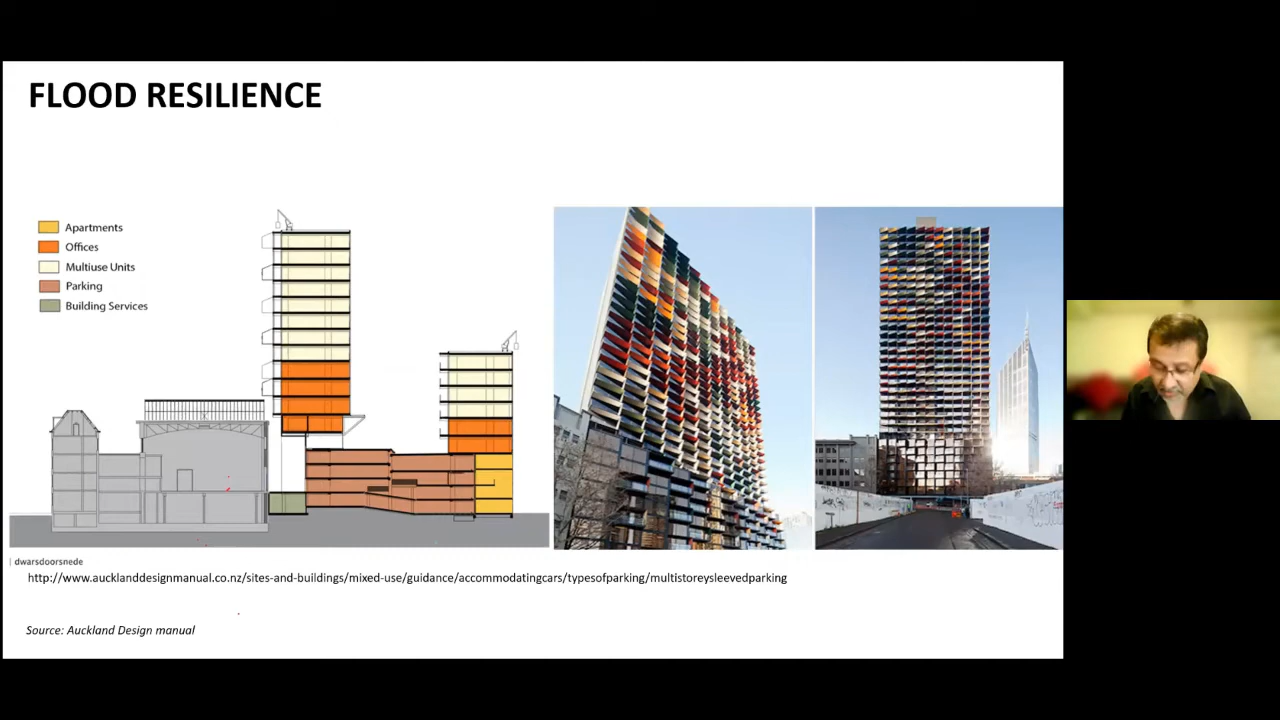 FLOOD RESILIENCE
Apartments
Offices
Multiuse Units
Parking
Building Services
| dwarsdoorsnede
http://www.aucklanddesignmanual.co.nz/sites-and-buildings/mixed-use/guidance/accommodatingcars/typesofparking/multistoreysleevedparking
Source: Auckland Design manual